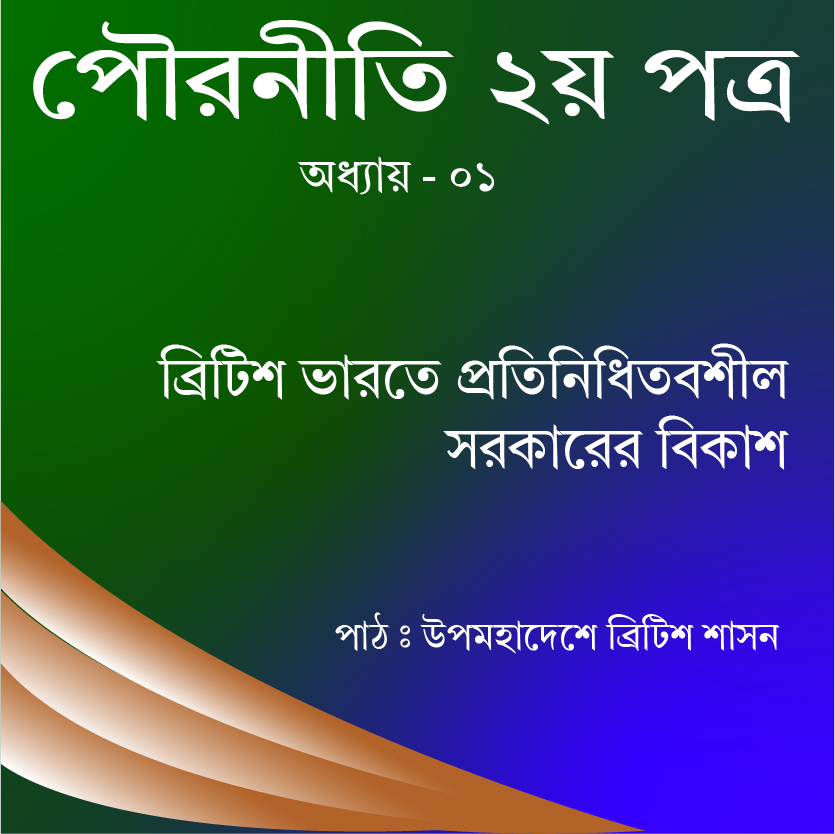 পৌরনীতি ২য় পত্র
অধ্যায় - ০১
ব্রিটিশ ভারতে প্রতিনিধিতবশীল
সরকারের বিকাশ
পাঠ ঃ উপমহাদেশে ব্রিটিশ শাসন